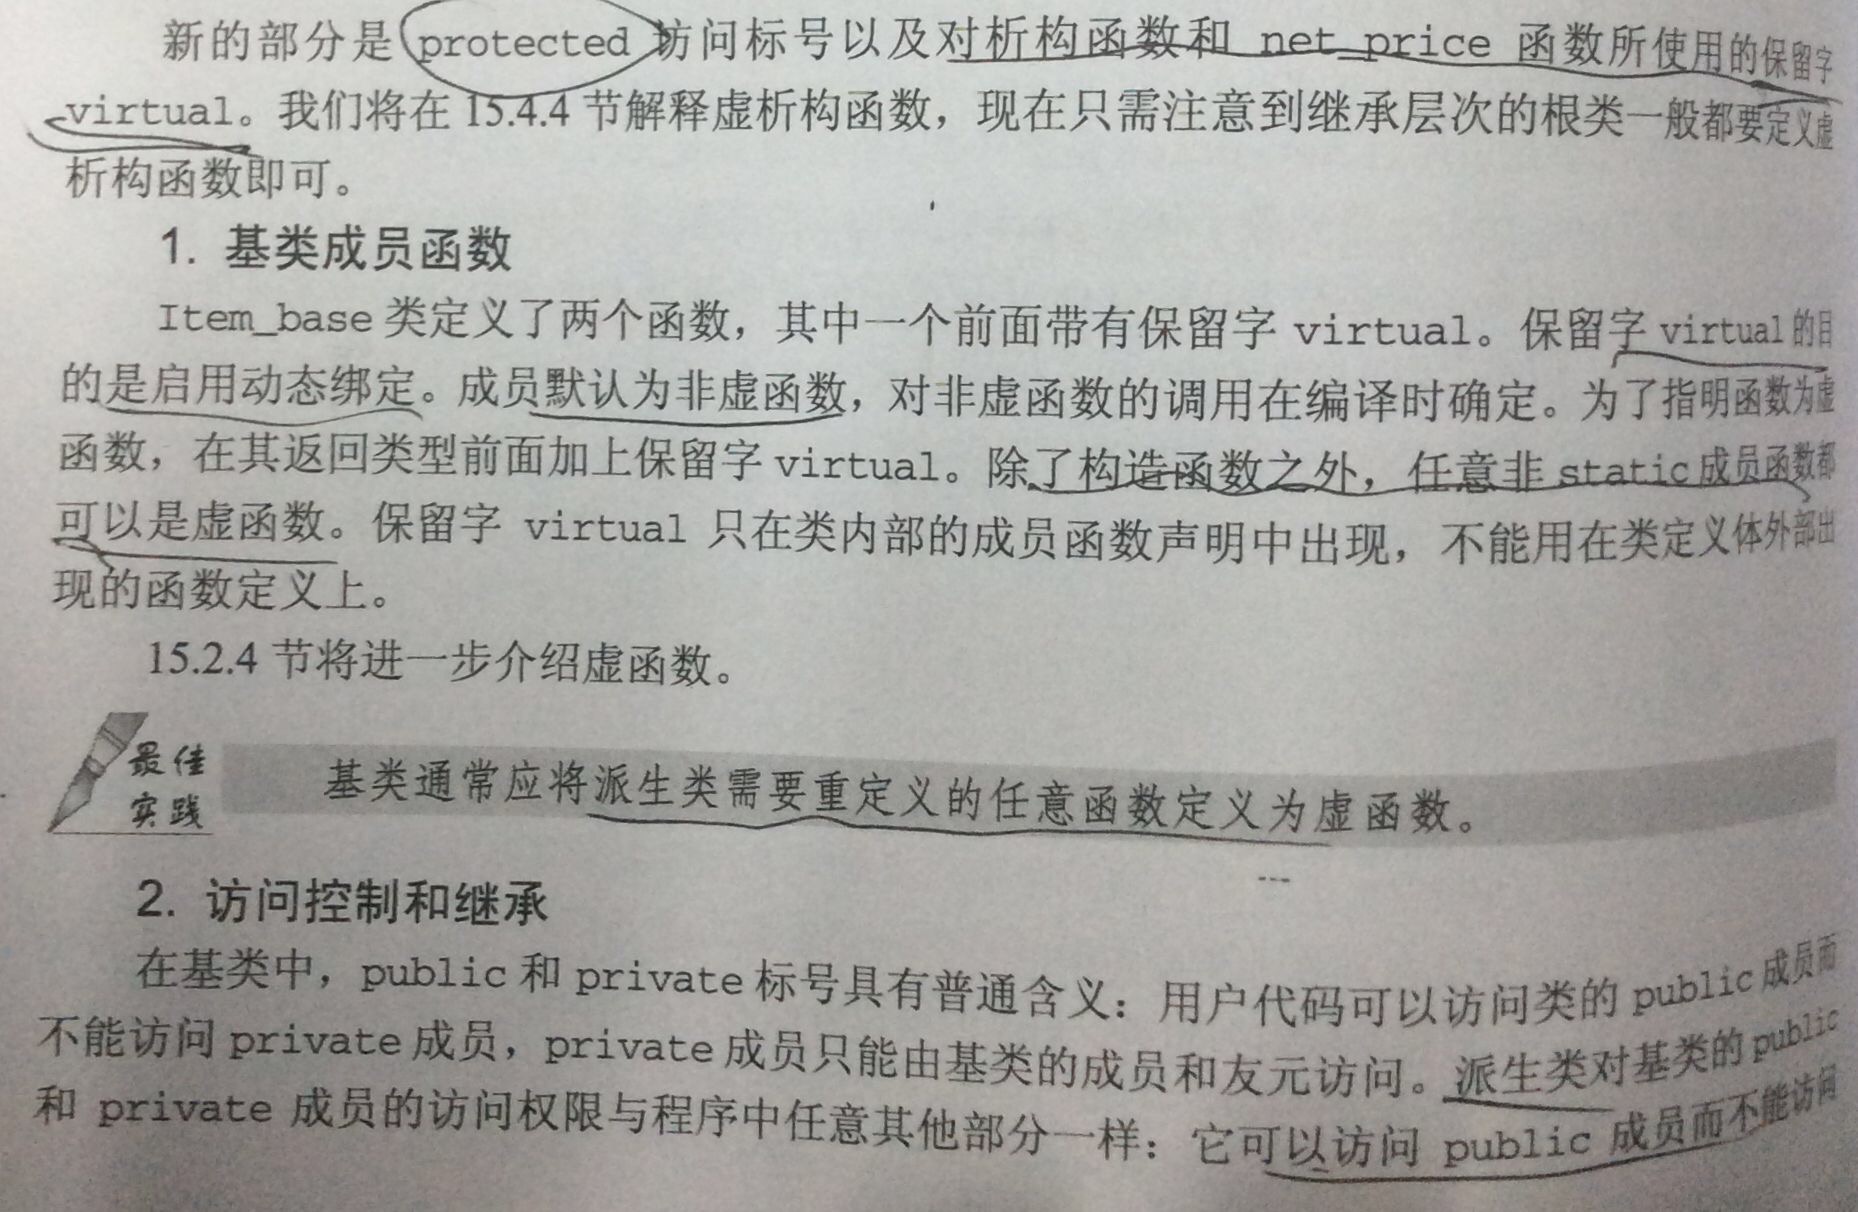 新的部分是 protected 访问标号以及对析构函数和 net_price 函数所使用的保留字
virtual。我们将在 15.4.4 节解释虚析构函数，现在只需注意到继承层次的根类一般都要定义虚
析构函数即可。
1. 基类成员函数
Item_base 类定义了两个函数，其中一个前面带有保留字 virtual。保留字 virtual 的目
的是启用动态绑定。成员默认为非虚函数，对非虚函数的调用在编译时确定。为了指明函数为虚
函数，在其返回类型前面加上保留字 virtual。除了构造函数之外，任意非 static 成员函数都
可以是虚函数。保留字 virtual 只在类内部的成员函数声明中出现，不能用在类定义体外部出
现的函数定义上。
15.2.4 节将进一步介绍虚函数。
最佳
实践
基类通常应将派生类需要重定义的任意函数定义为虚函数。
2. 访问控制和继承
在基类中，public 和 private 标号具有普通含义：用户代码可以访问类的 public 成员而
不能访问 private 成员，private 成员只能由基类的成员和友元访问。派生类对基类的 public
和 private 成员的访问权限与程序中任意其他部分一样：它可以访问 public 成员而不能访问